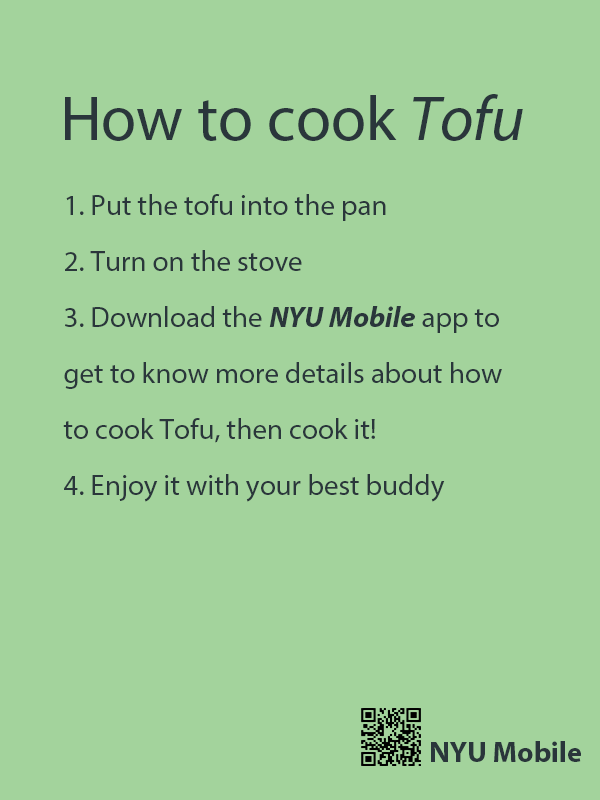 How to cook Tofu
1. Put the tofu into the pan
2. Turn on the stove
3. Download the NYU Mobile app to
get to know more details about how
to cook Tofu, then cook it!
4. Enjoy it with your best buddy
NYU Mobile